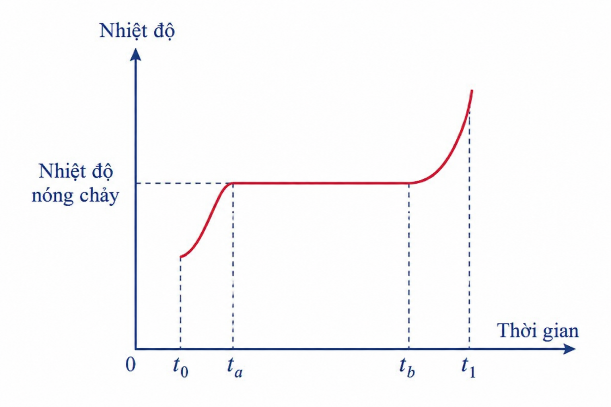 Nhiệt độ
Nhiệt độ
nóng chảy
Thời gian
0
t0
ta
tb
t1